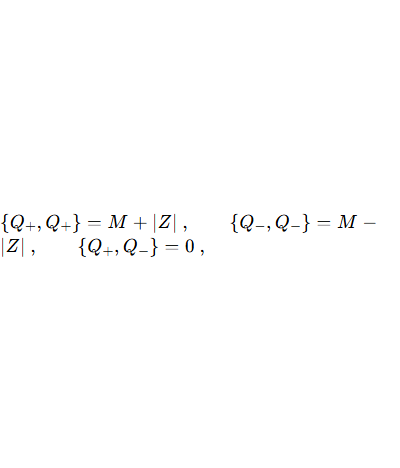 {Q₊, Q₊} = M + |Z| , {Q₋, Q₋} = M −
|Z| , {Q₊, Q₋} = 0 ,